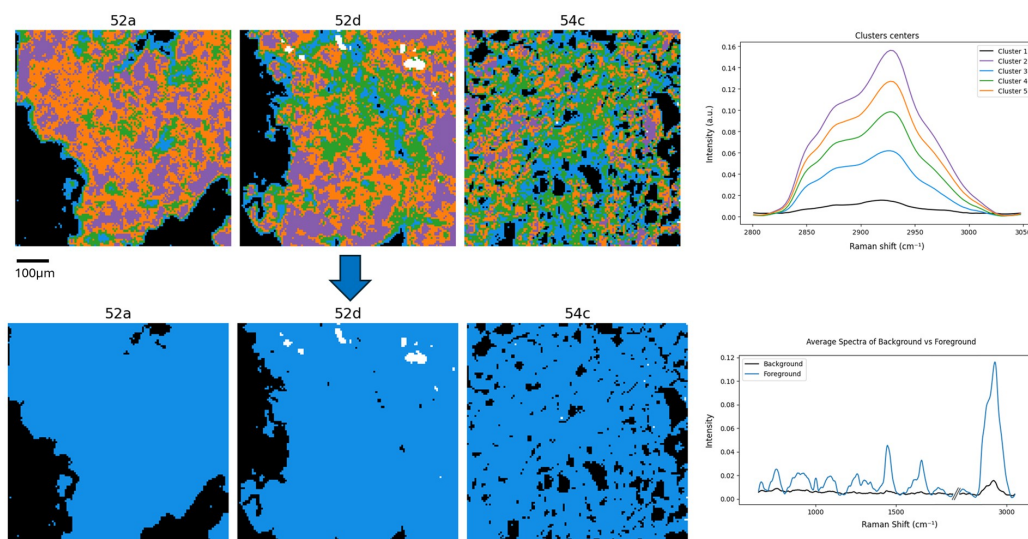 52a
52d
54c
100μm
52a
52d
54c
Clusters centers
0.16
0.14
0.12
0.10
0.08
0.06
0.04
0.02
0.00
Intensity (a.u.)
Cluster 1
Cluster 2
Cluster 3
Cluster 4
Cluster 5
2800
2850
2900
2950
3000
3050
Raman shift (cm⁻¹)
Average Spectra of Background vs Foreground
0.12
0.10
0.08
0.06
0.04
0.02
0.00
Intensity
Background
Foreground
1000
1500
3000
Raman Shift (cm⁻¹)